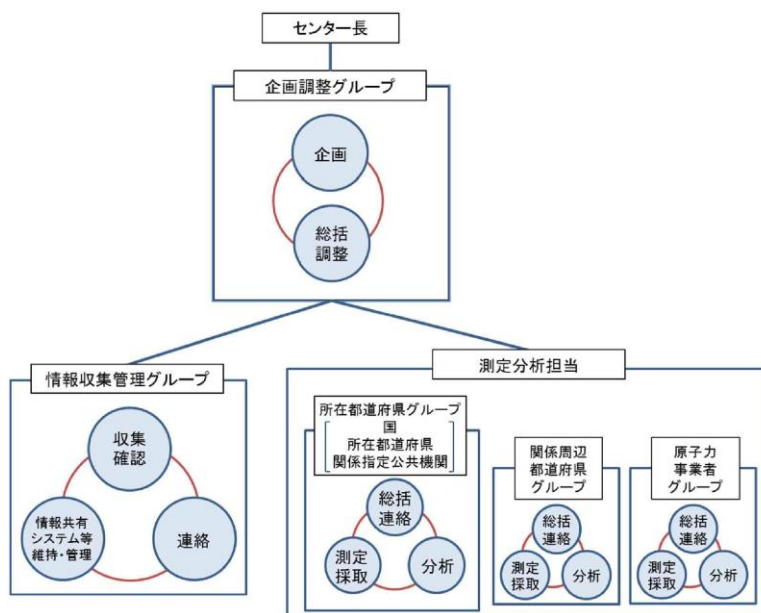 センター長
企画調整グループ
企画
総括
調整
情報収集管理グループ
収集
確認
情報共有
システム等
維持・管理
連絡
測定分析担当
所在都道府県グループ
国
所在都道府県
関係指定公共機関
総括
連絡
測定
採取
分析
関係周辺
都道府県
グループ
総括
連絡
測定
採取
分析
原子力
事業者
グループ
総括
連絡
測定
採取
分析